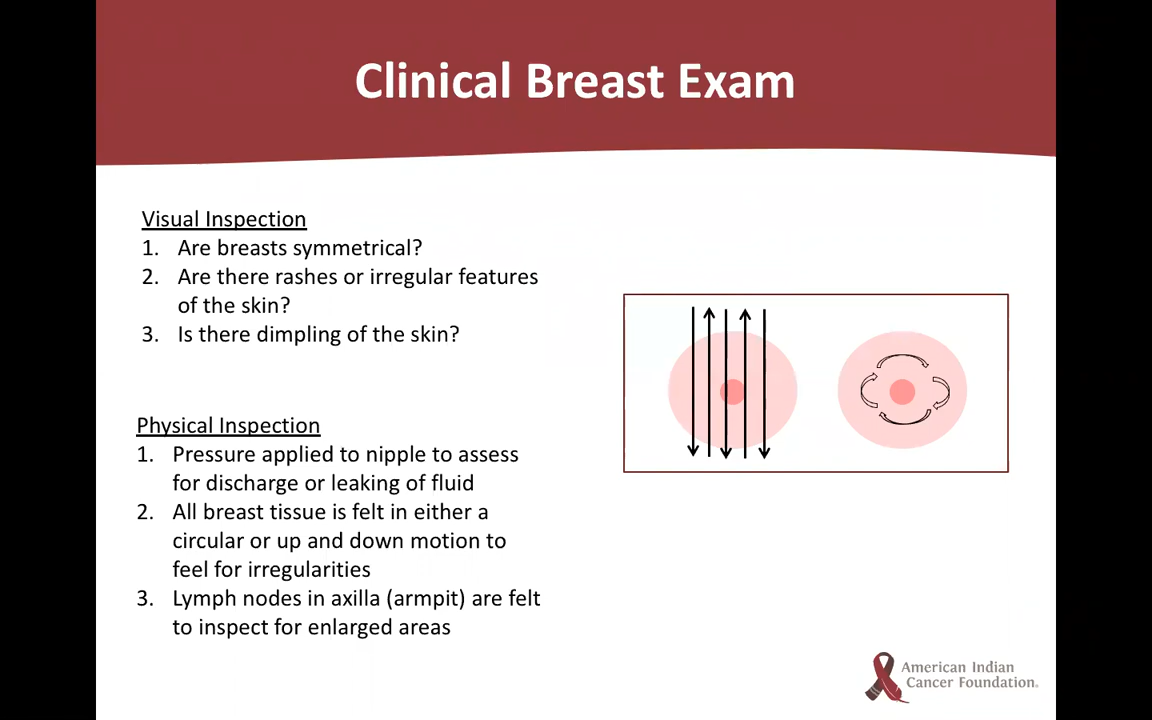 Clinical Breast Exam
Visual Inspection
1. Are breasts symmetrical?
2. Are there rashes or irregular features
of the skin?
3. Is there dimpling of the skin?
Physical Inspection
1. Pressure applied to nipple to assess
for discharge or leaking of fluid
2. All breast tissue is felt in either a
circular or up and down motion to
feel for irregularities
3. Lymph nodes in axilla (armpit) are felt
to inspect for enlarged areas
American Indian
Cancer Foundation.